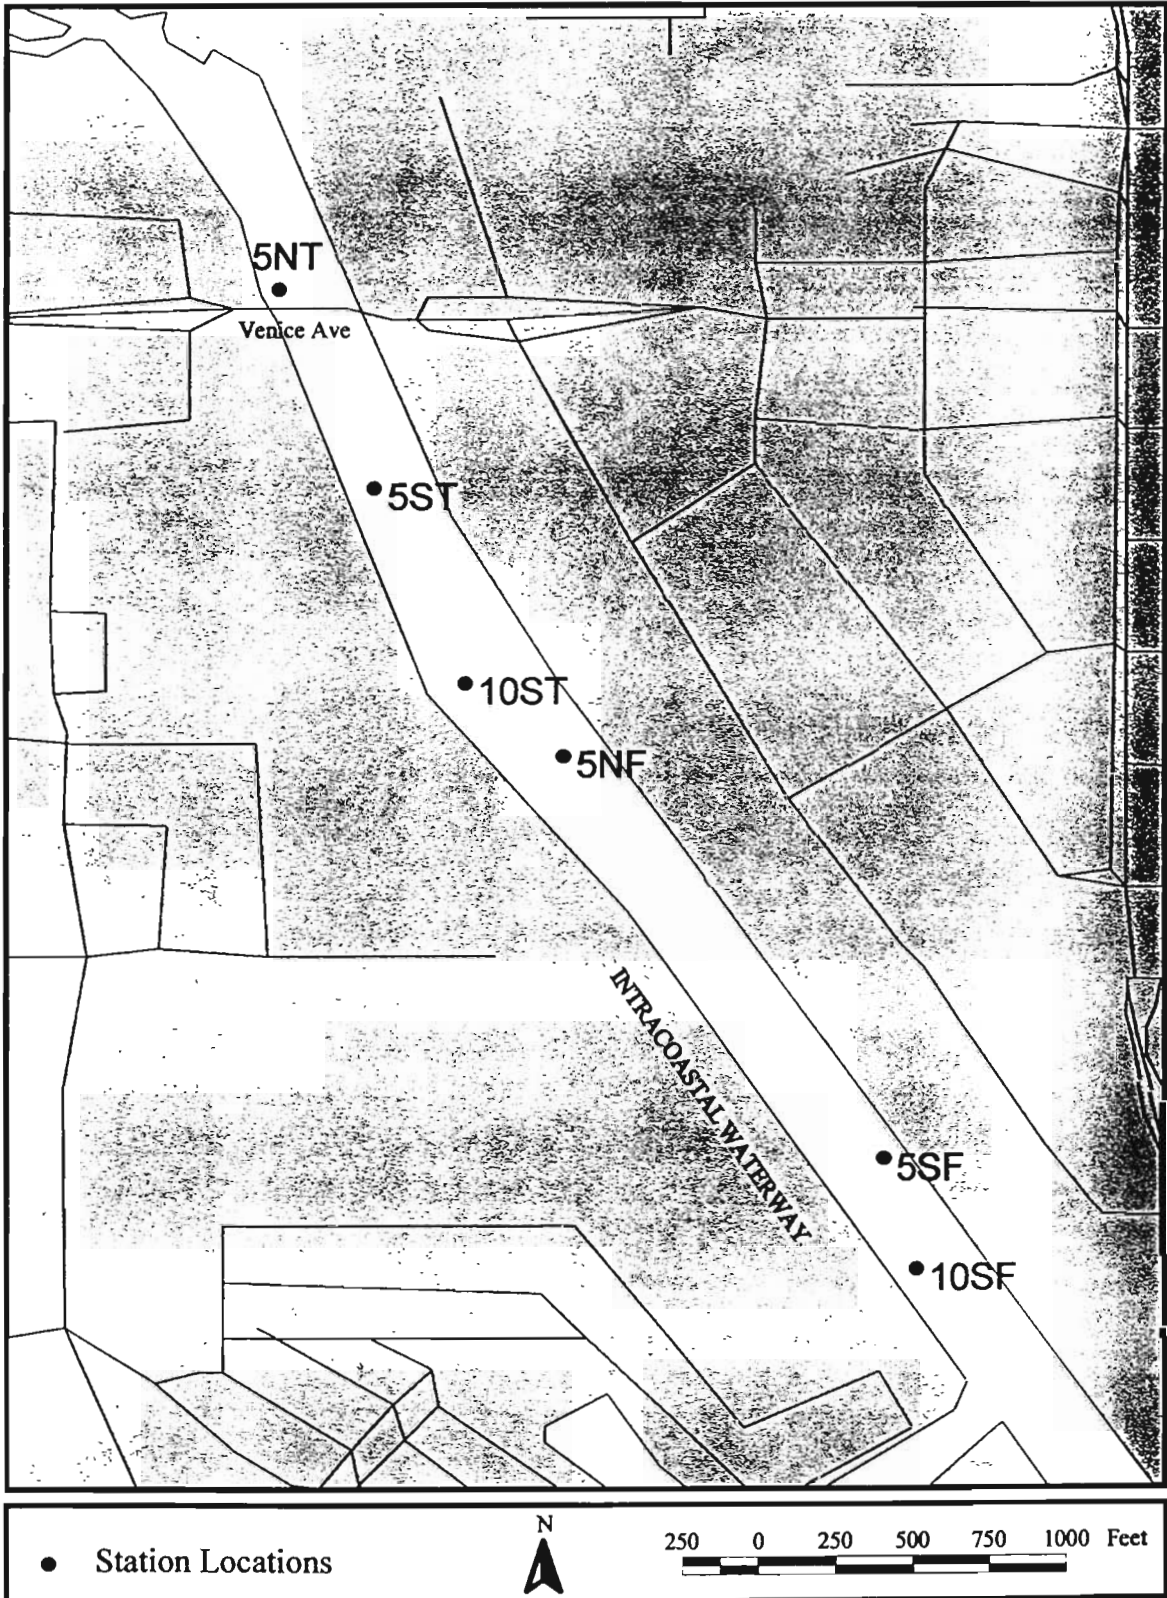 5NT
Venice Ave
5ST
10ST
5NF
INTRACOASTAL WATERWAY
5SF
10SF
Station Locations
N
250 0 250 500 750 1000 Feet